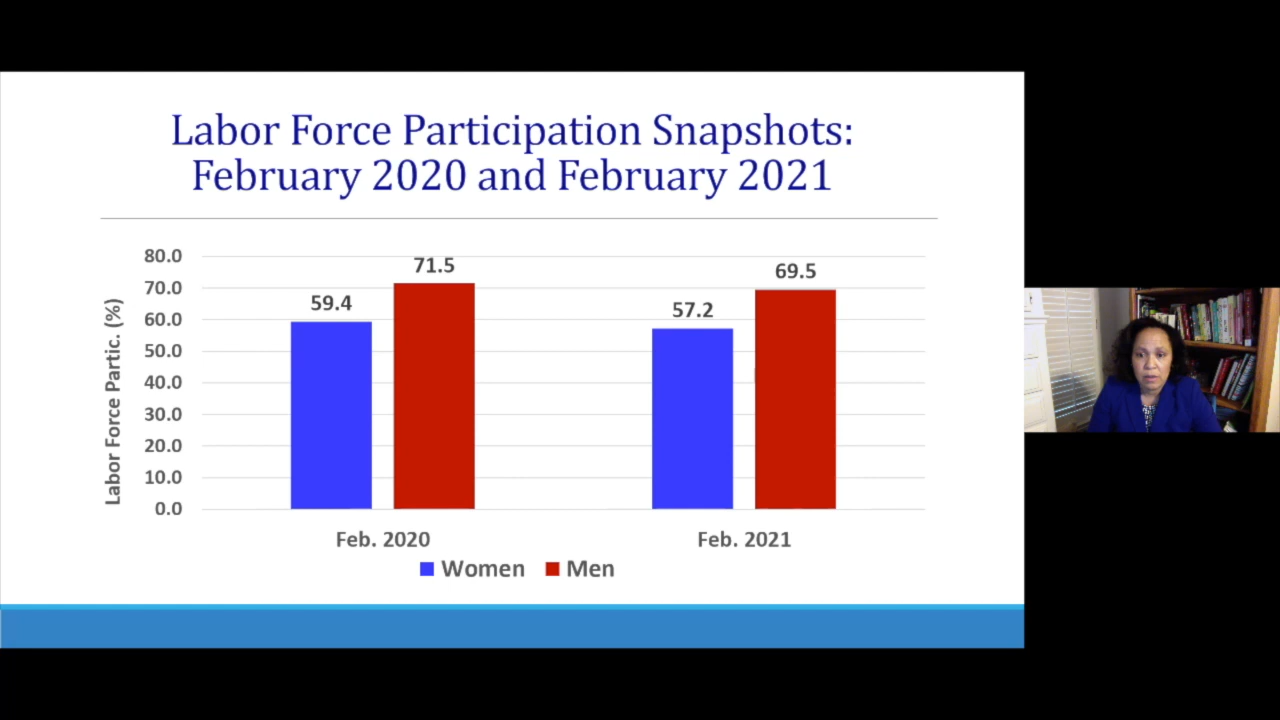 Labor Force Participation Snapshots:
February 2020 and February 2021
Labor Force Partic. (%)
80.0
70.0
60.0
50.0
40.0
30.0
20.0
10.0
0.0
59.4
71.5
57.2
69.5
Feb. 2020
Feb. 2021
Women
Men